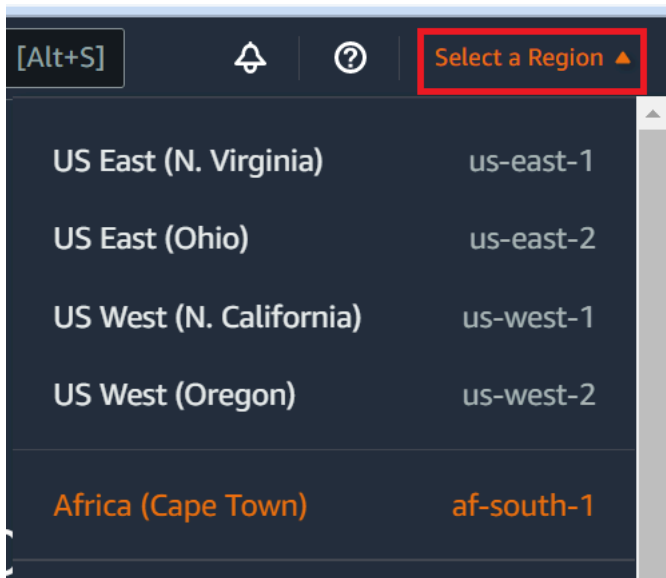 [Alt+S] Select a Region
US East (N. Virginia) us-east-1
US East (Ohio) us-east-2
US West (N. California) us-west-1
US West (Oregon) us-west-2
Africa (Cape Town) af-south-1